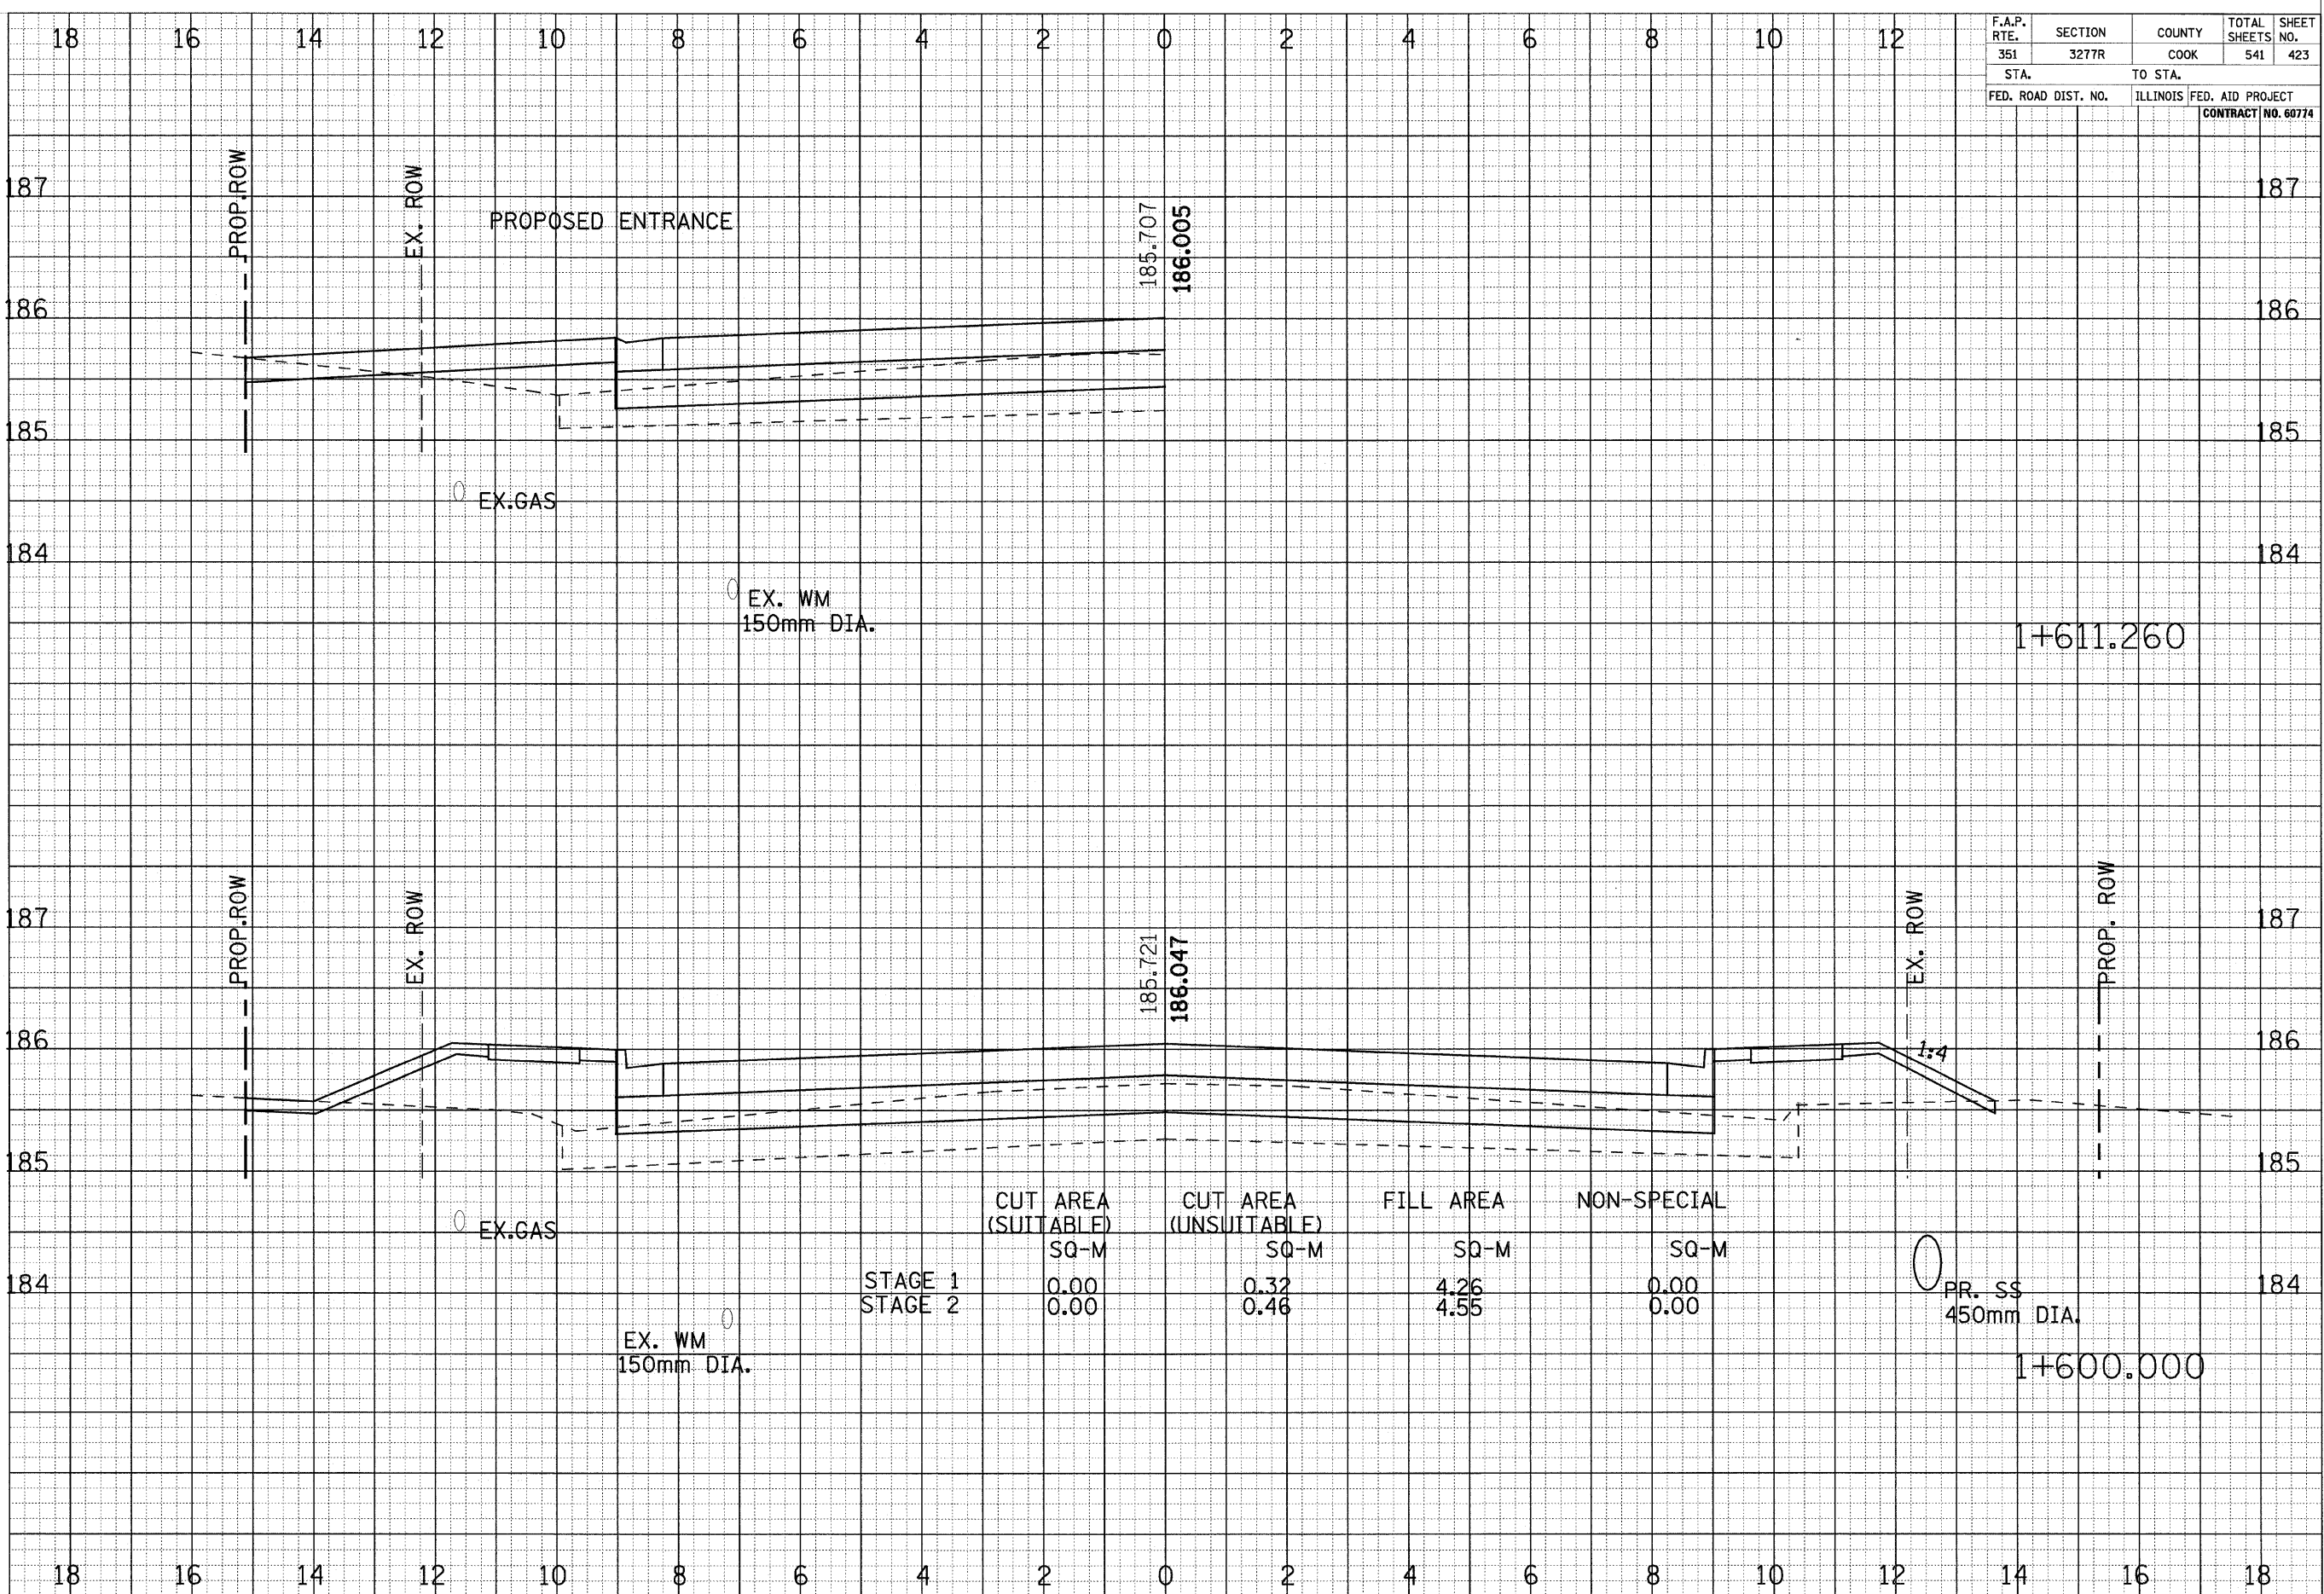 18 16 14 12 10 8 6 4 2 0 2 4 6 8 10 12
F.A.P. RTE. SECTION COUNTY TOTAL SHEETS SHEET NO.
351 3277R COOK 541 423
STA. TO STA.
FED. ROAD DIST. NO. ILLINOIS FED. AID PROJECT
CONTRACT NO. 60774
PROP.ROW
EX. ROW
187 187
PROPOSED ENTRANCE
185.707
186.005
186 186
185 185
EX.GAS
184 184
EX. WM
150mm DIA.
1+611.260
PROP.ROW
EX. ROW
185.721
186.047
EX. ROW
PROP. ROW
187 187
186 186
1:4
185 185
EX.GAS
CUT AREA CUT AREA FILL AREA NON-SPECIAL
(SUITABLE) (UNSUITABLE)
SQ-M SQ-M SQ-M SQ-M
184 184
STAGE 1 0.00 0.32 4.26 0.00
STAGE 2 0.00 0.46 4.55 0.00
PR. SS
450mm DIA.
EX. WM
150mm DIA.
1+600.000
18 16 14 12 10 8 6 4 2 0 2 4 6 8 10 12 14 16 18